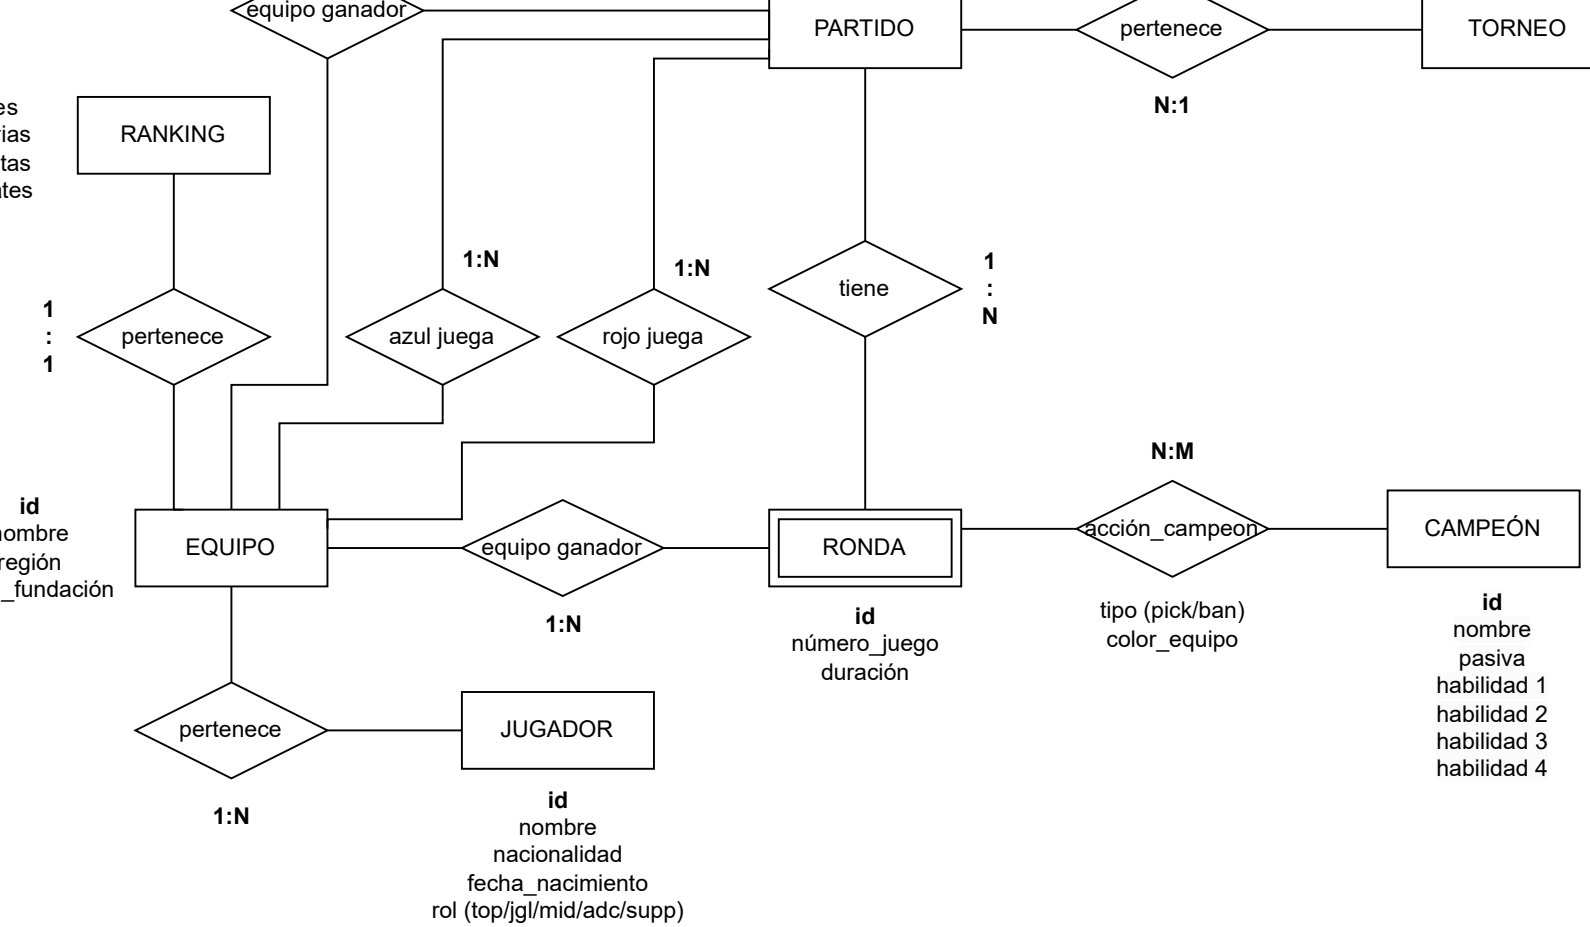 equipo ganador
PARTIDO
pertenece
TORNEO
N:1
RANKING
1:N
1:N
1
:
N
tiene
1
:
1
pertenece
azul juega
rojo juega
N:M
id
EQUIPO
equipo ganador
RONDA
acción_campeon
CAMPEÓN
región
_fundación
1:N
id
número_juego
duración
tipo (pick/ban)
color_equipo
id
nombre
pasiva
habilidad 1
habilidad 2
habilidad 3
habilidad 4
pertenece
JUGADOR
1:N
id
nombre
nacionalidad
fecha_nacimiento
rol (top/jgl/mid/adc/supp)